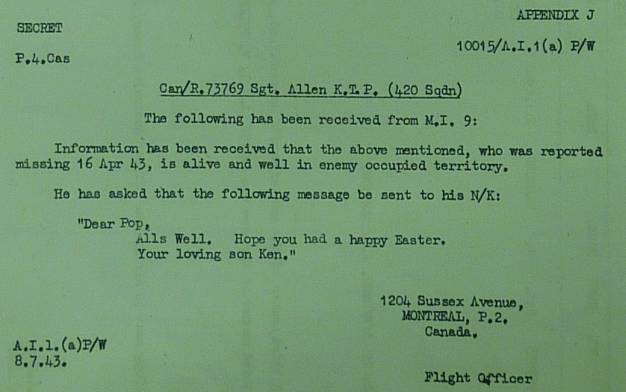 APPENDIX J
SECRET
10015/A.I.1(a) P/W
P.4.Cas
Can/R.73769 Sgt. Allen K.T.P. (420 Sqdn)
The following has been received from M.I. 9:
Information has been received that the above mentioned, who was reported
missing 16 Apr 43, is alive and well in enemy occupied territory.
He has asked that the following message be sent to his N/K:
"Dear Pop,
Alls Well. Hope you had a happy Easter.
Your loving son Ken."
1204 Sussex Avenue,
MONTREAL, P.2.
Canada.
A.I.1.(a)P/W
8.7.43.
Flight Officer